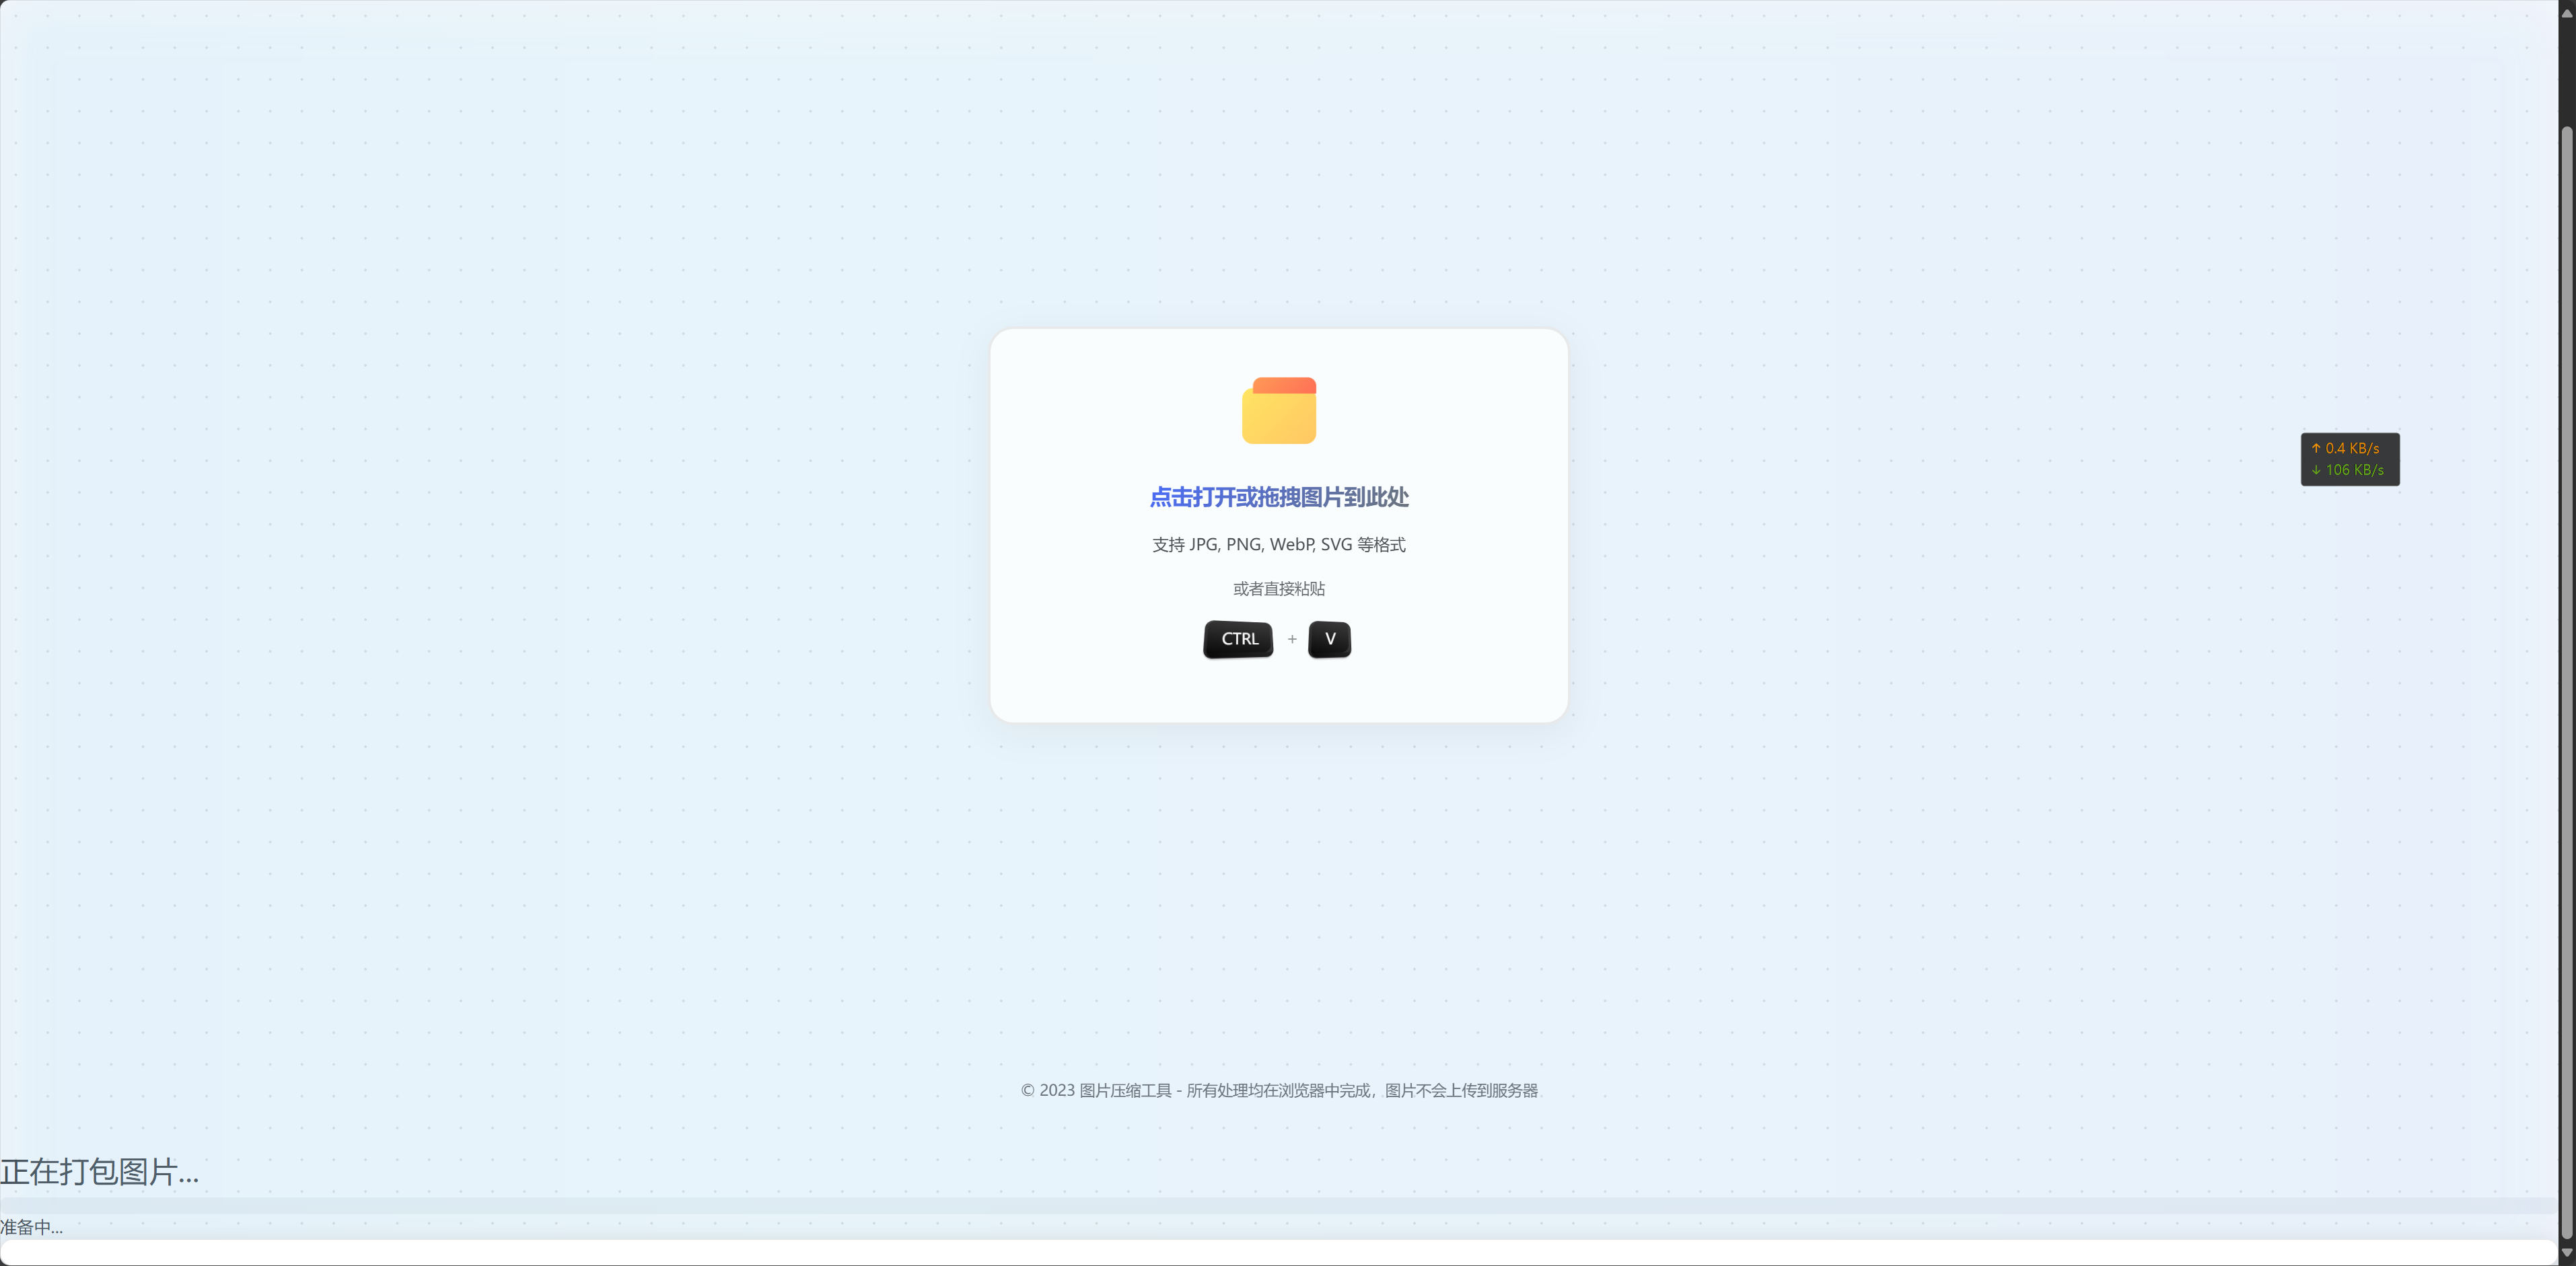 点击打开或拖拽图片到此处
支持 JPG, PNG, WebP, SVG 等格式
或者直接粘贴
CTRL + V
↑ 0.4 KB/s
↓ 106 KB/s
© 2023 图片压缩工具 - 所有处理均在浏览器中完成，图片不会上传到服务器
正在打包图片...
准备中...